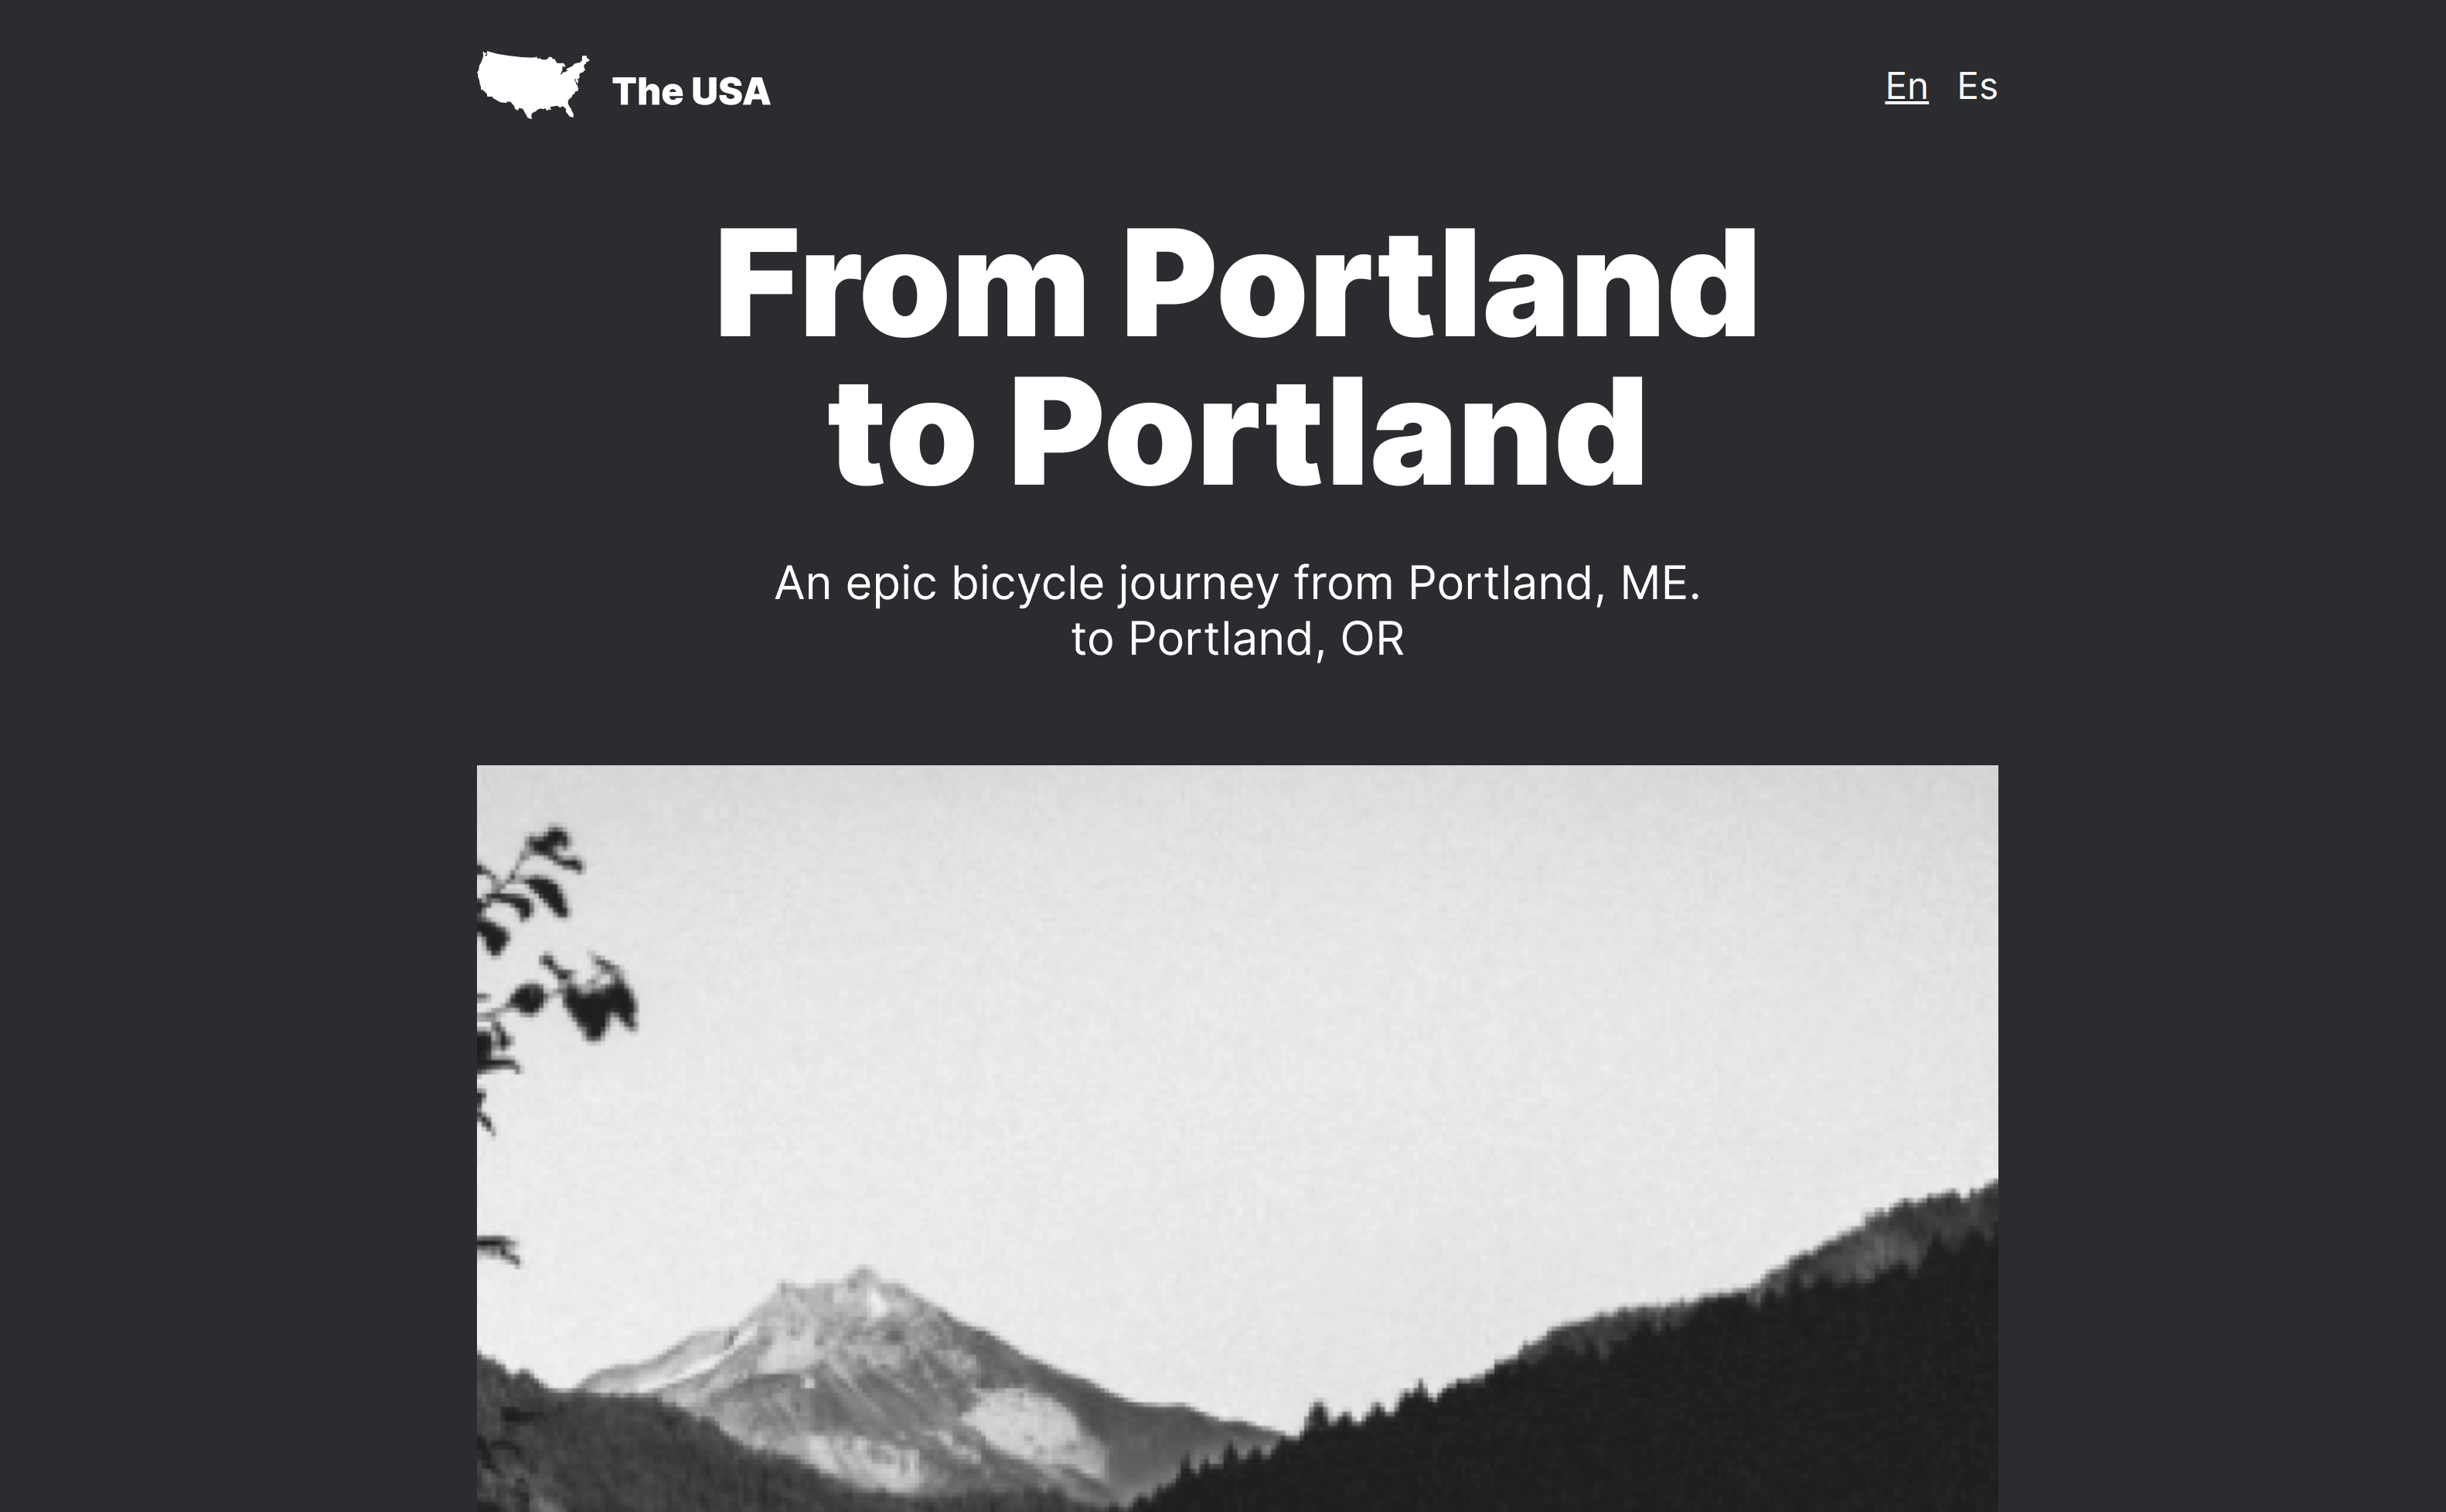 The USA
En Es
From Portland
to Portland
An epic bicycle journey from Portland, ME.
to Portland, OR